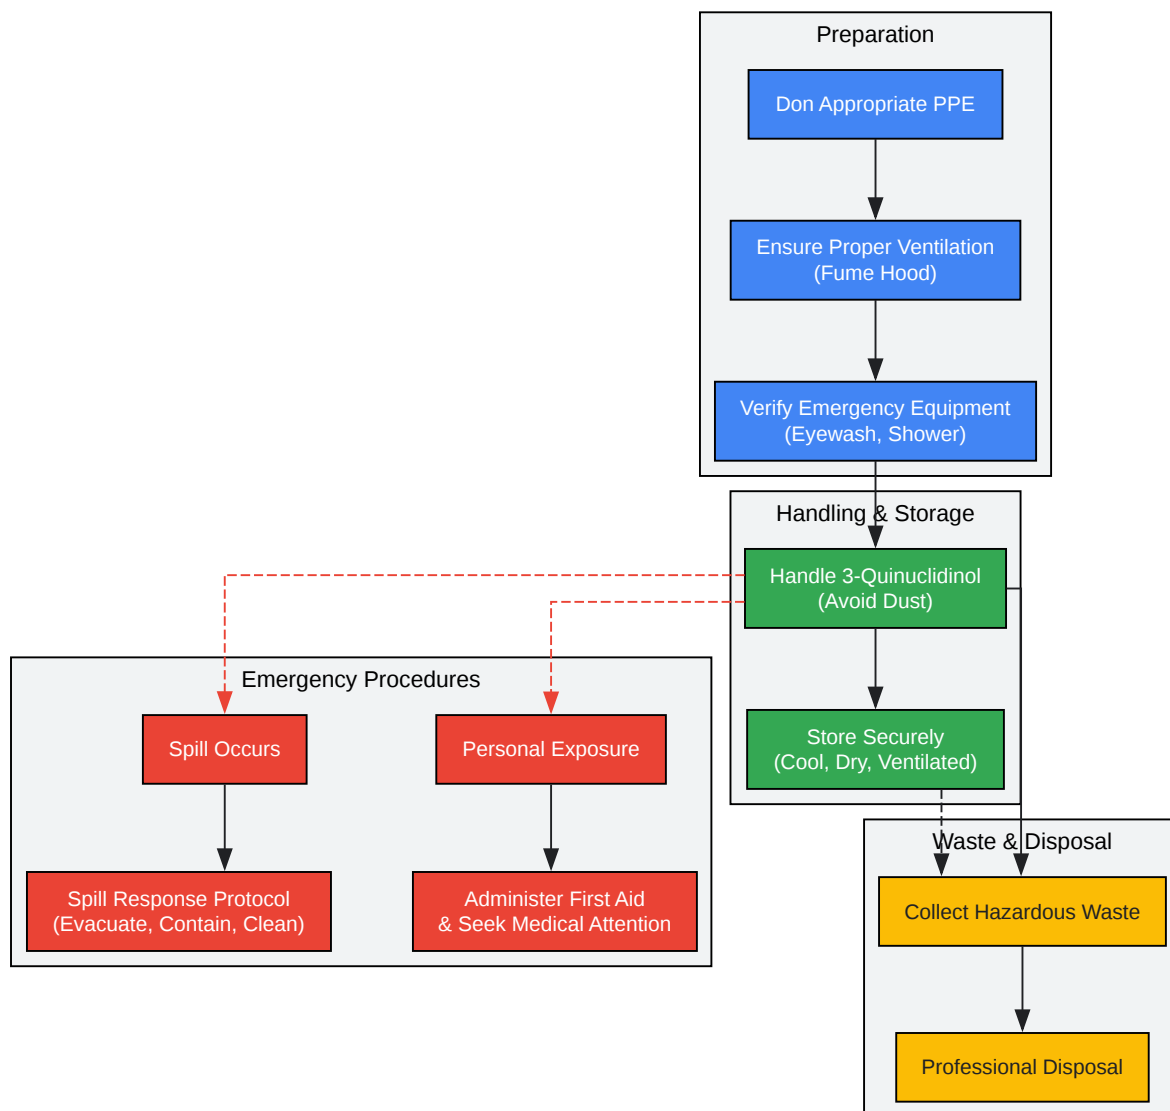 Preparation
Don Appropriate PPE
Ensure Proper Ventilation
(Fume Hood)
Verify Emergency Equipment
(Eyewash, Shower)
Handling & Storage
Handle 3-Quinuclidinol
(Avoid Dust)
Store Securely
(Cool, Dry, Ventilated)
Emergency Procedures
Spill Occurs
Personal Exposure
Spill Response Protocol
(Evacuate, Contain, Clean)
Administer First Aid
& Seek Medical Attention
Waste & Disposal
Collect Hazardous Waste
Professional Disposal